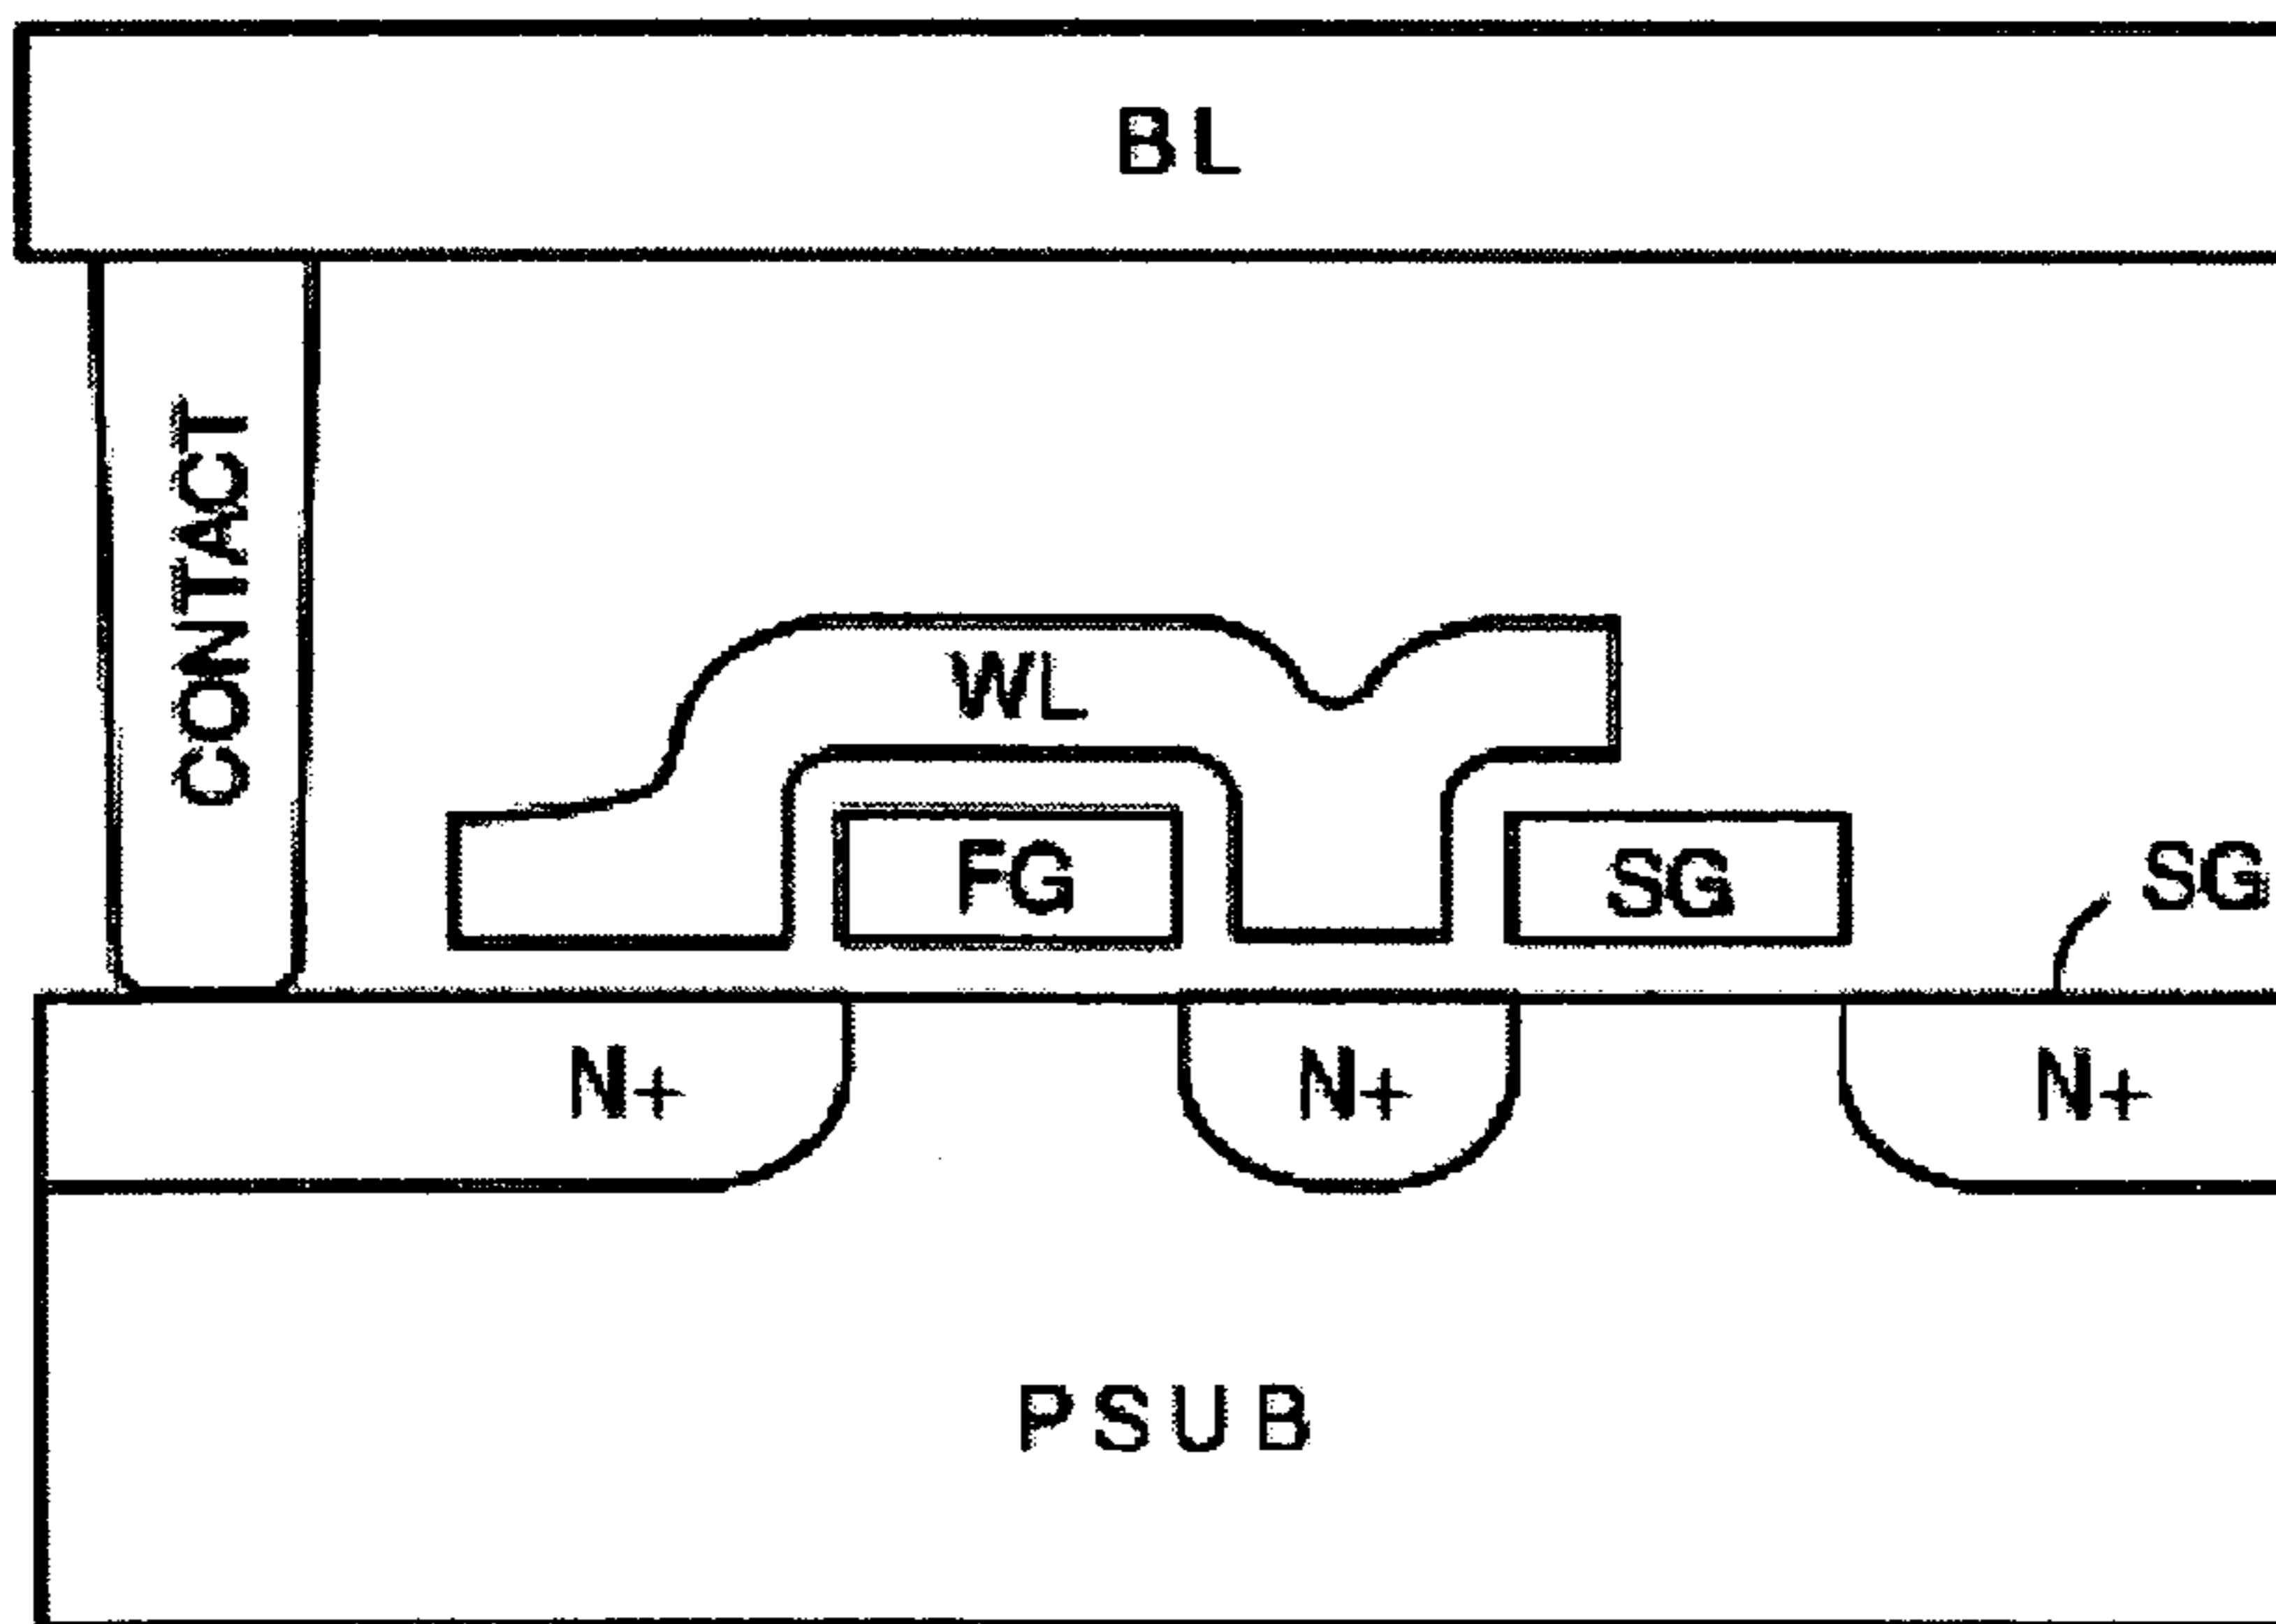 BL
CONTACT
WL
FG
SG
SG
N+
N+
N+
PSUB